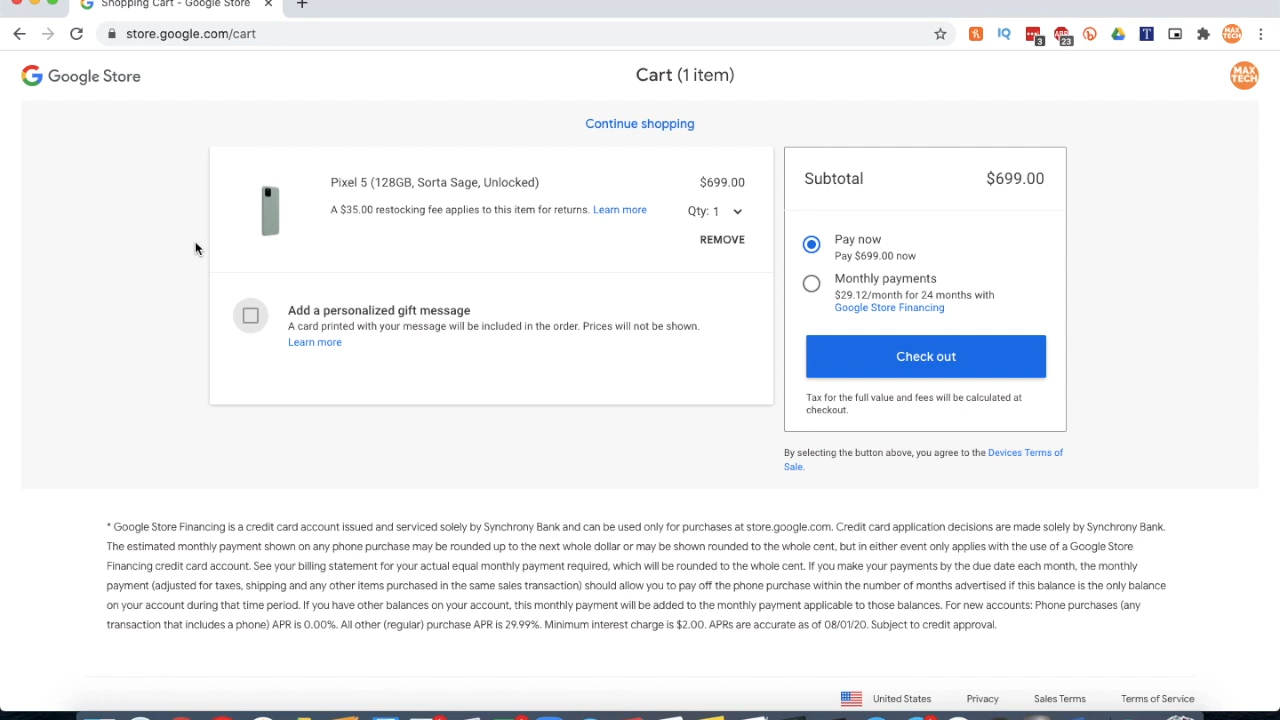 Shopping Cart - Google Store
store.google.com/cart
IQ
3
ABP
23
T
MAX
TECH
Google Store
Cart (1 item)
MAX
TECH
Continue shopping
Pixel 5 (128GB, Sorta Sage, Unlocked)
$699.00
A $35.00 restocking fee applies to this item for returns. Learn more
Qty: 1
REMOVE
Add a personalized gift message
A card printed with your message will be included in the order. Prices will not be shown.
Learn more
Subtotal
$699.00
Pay now
Pay $699.00 now
Monthly payments
$29.12/month for 24 months with
Google Store Financing
Check out
Tax for the full value and fees will be calculated at
checkout.
By selecting the button above, you agree to the Devices Terms of
Sale.
* Google Store Financing is a credit card account issued and serviced solely by Synchrony Bank and can be used only for purchases at store.google.com. Credit card application decisions are made solely by Synchrony Bank.
The estimated monthly payment shown on any phone purchase may be rounded up to the next whole dollar or may be shown rounded to the whole cent, but in either event only applies with the use of a Google Store
Financing credit card account. See your billing statement for your actual equal monthly payment required, which will be rounded to the whole cent. If you make your payments by the due date each month, the monthly
payment (adjusted for taxes, shipping and any other items purchased in the same sales transaction) should allow you to pay off the phone purchase within the number of months advertised if this balance is the only balance
on your account during that time period. If you have other balances on your account, this monthly payment will be added to the monthly payment applicable to those balances. For new accounts: Phone purchases (any
transaction that includes a phone) APR is 0.00%. All other (regular) purchase APR is 29.99%. Minimum interest charge is $2.00. APRs are accurate as of 08/01/20. Subject to credit approval.
United States
Privacy
Sales Terms
Terms of Service